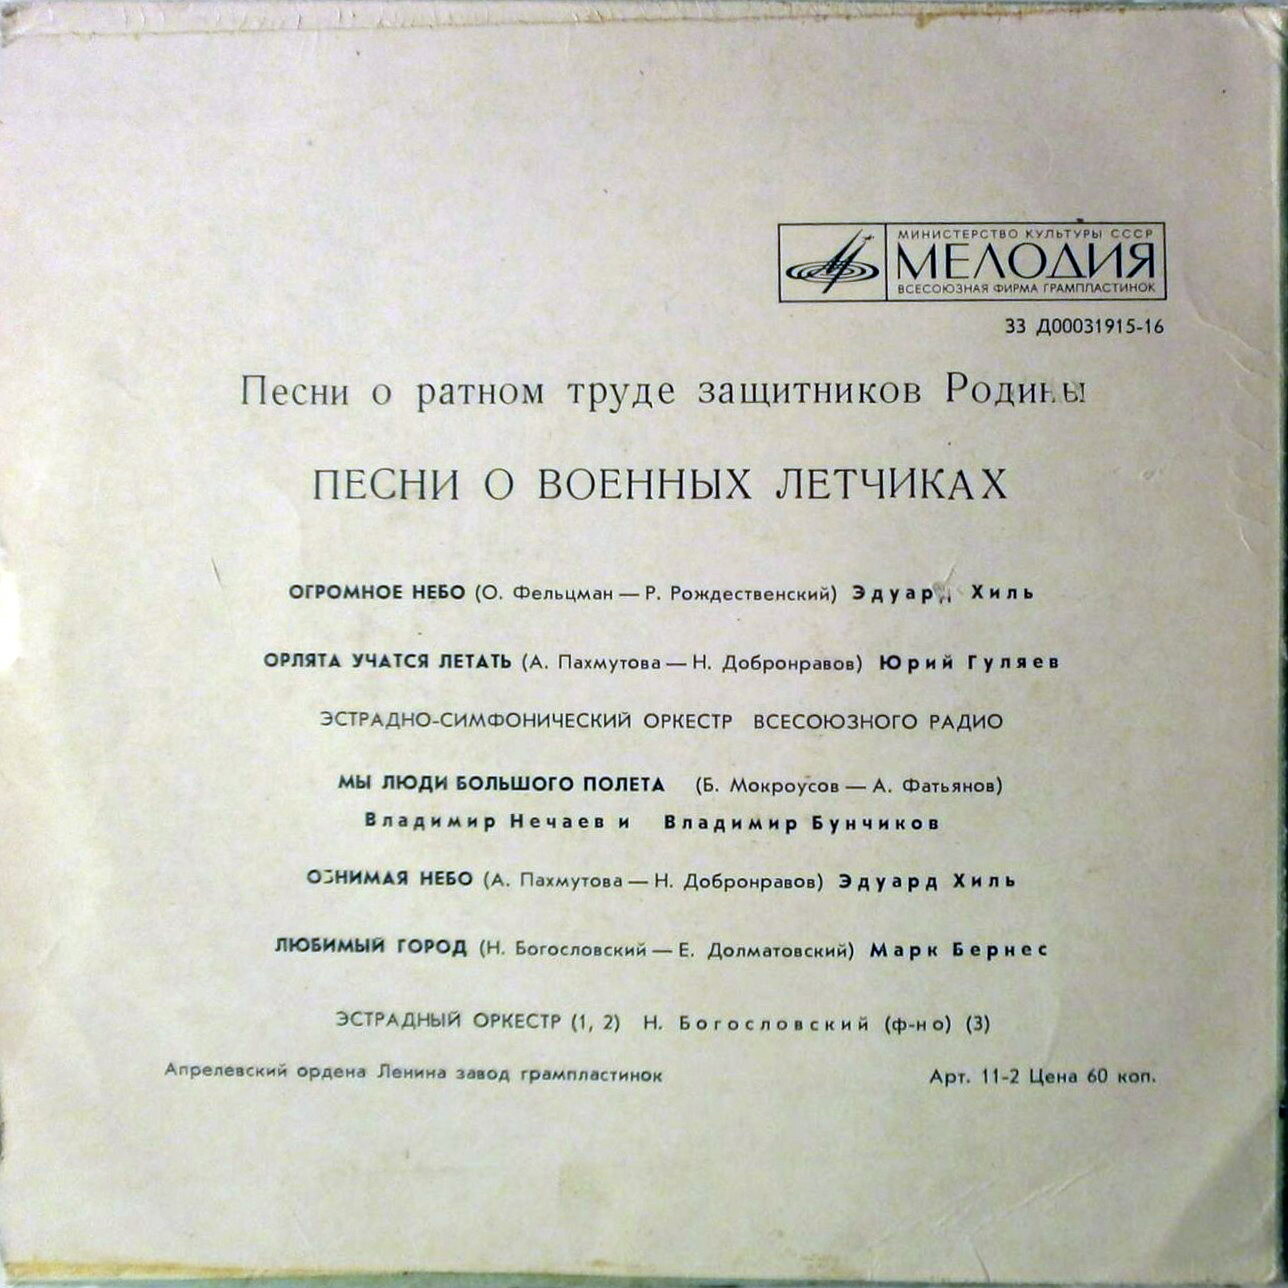 МИНИСТЕРСТВО КУЛЬТУРЫ СССР
МЕЛОДИЯ
ВСЕСОЮЗНАЯ ФИРМА ГРАМПЛАСТИНОК
33 Д00031915-16
Песни о ратном труде защитников Родины
ПЕСНИ О ВОЕННЫХ ЛЕТЧИКАХ
ОГРОМНОЕ НЕБО (О. Фельцман — Р. Рождественский) Эдуард Хиль
ОРЛЯТА УЧАТСЯ ЛЕТАТЬ (А. Пахмутова — Н. Добронравов) Юрий Гуляев
ЭСТРАДНО-СИМФОНИЧЕСКИЙ ОРКЕСТР ВСЕСОЮЗНОГО РАДИО
МЫ ЛЮДИ БОЛЬШОГО ПОЛЕТА (Б. Мокроусов — А. Фатьянов)
Владимир Нечаев и Владимир Бунчиков
ОБНИМАЯ НЕБО (А. Пахмутова — Н. Добронравов) Эдуард Хиль
ЛЮБИМЫЙ ГОРОД (Н. Богословский — Е. Долматовский) Марк Бернес
ЭСТРАДНЫЙ ОРКЕСТР (1, 2) Н. Богословский (ф-но) (3)
Апрелевский ордена Ленина завод грампластинок Арт. 11-2 Цена 60 коп.